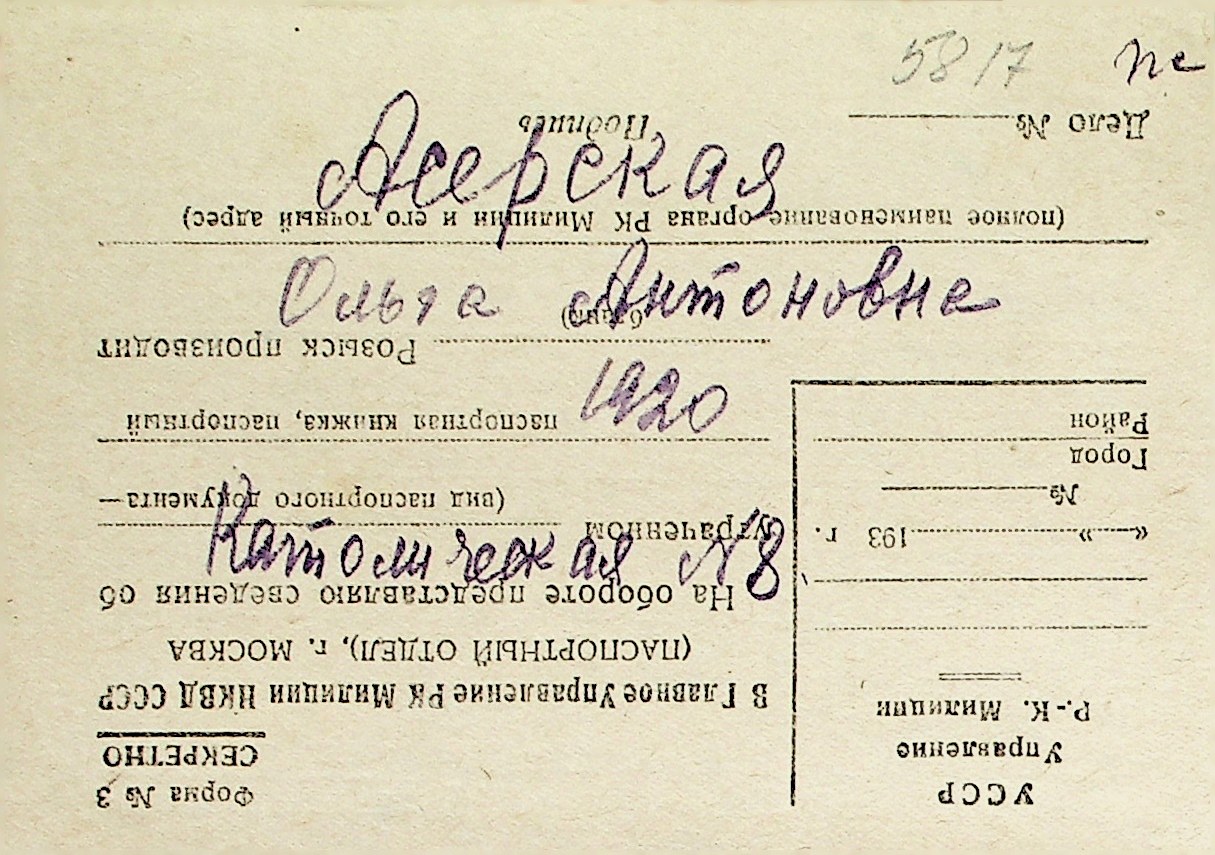 5817 пс
Асерская
Ольга Антоновна
1920
Католическая №8
Форма № 3
СЕКРЕТНО
В Главное Управление РК Милиции НКВД СССР
(ПАСПОРТНЫЙ ОТДЕЛ), г. МОСКВА
На обороте представляю сведения об
утраченном
(вид паспортного документа—
паспортная книжка, паспортный
бланк)
Розыск производит
(полное наименование органа РК Милиции и его точный адрес)
Подпись
УССР
Управление
Р.-К. Милиции
« » 193 г.
№
Город
Район
Дело №